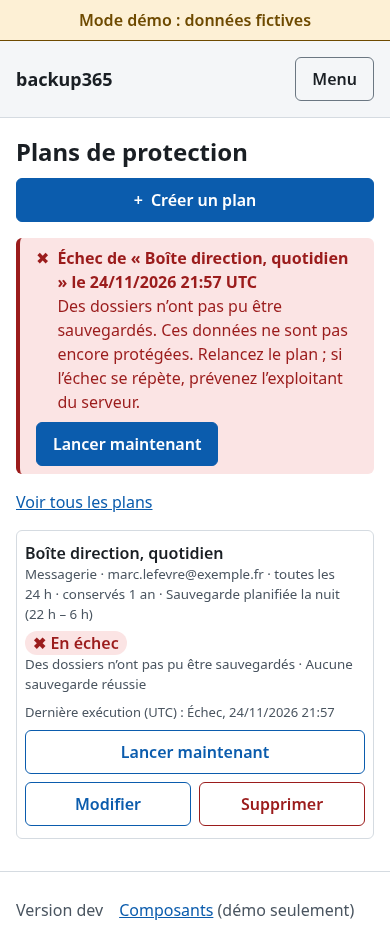 Mode démo : données fictives
backup365
Menu
Plans de protection
+ Créer un plan
✖ Échec de « Boîte direction, quotidien
» le 24/11/2026 21:57 UTC
Des dossiers n’ont pas pu être
sauvegardés. Ces données ne sont pas
encore protégées. Relancez le plan ; si
l’échec se répète, prévenez l’exploitant
du serveur.
Lancer maintenant
Voir tous les plans
Boîte direction, quotidien
Messagerie · marc.lefevre@exemple.fr · toutes les
24 h · conservés 1 an · Sauvegarde planifiée la nuit
(22 h – 6 h)
✖ En échec
Des dossiers n’ont pas pu être sauvegardés · Aucune
sauvegarde réussie
Dernière exécution (UTC) : Échec, 24/11/2026 21:57
Lancer maintenant
Modifier
Supprimer
Version dev Composants (démo seulement)